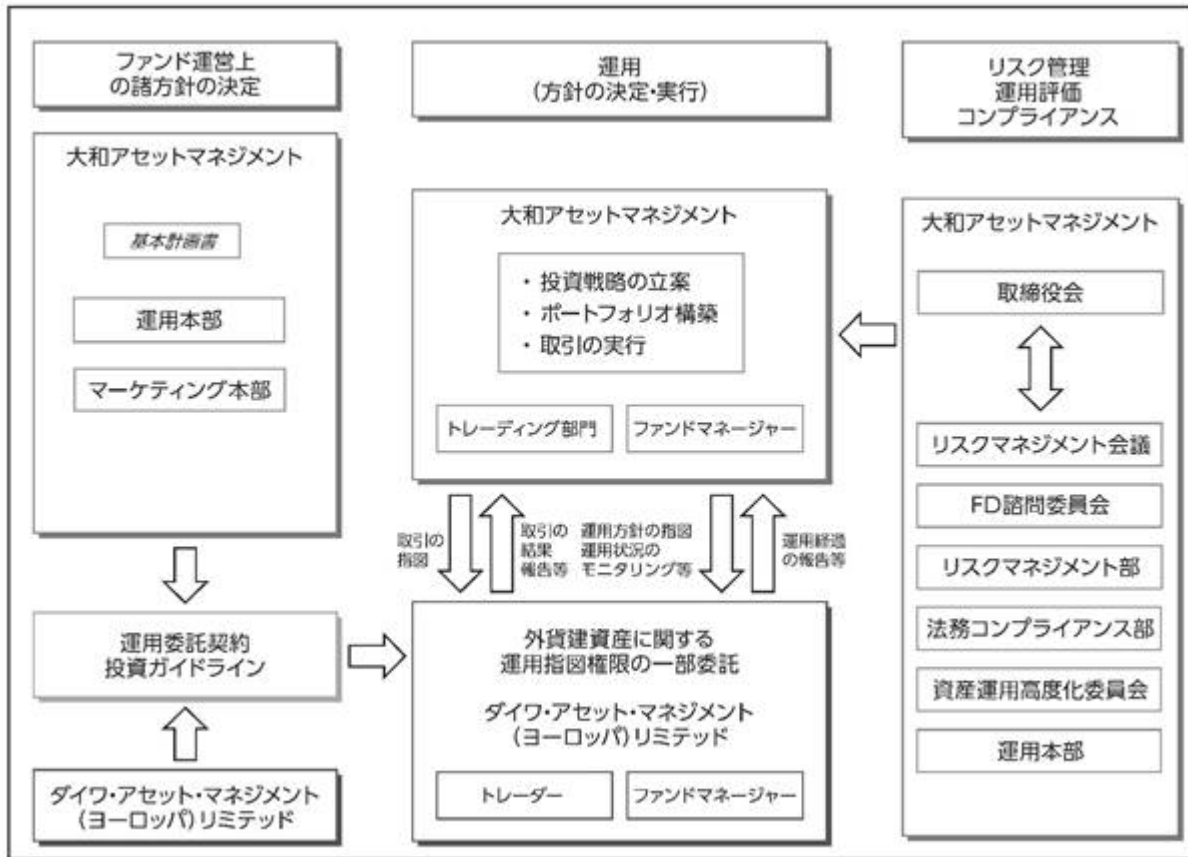 ファンド運営上
の諸方針の決定
大和アセットマネジメント
基本計画書
運用本部
マーケティング本部
運用委託契約
投資ガイドライン
ダイワ・アセット・マネジメント
(ヨーロッパ)リミテッド
運用
(方針の決定・実行)
大和アセットマネジメント
・ 投資戦略の立案
・ ポートフォリオ構築
・ 取引の実行
トレーディング部門
ファンドマネージャー
取引の
指図
取引の
結果
報告等
運用方針の指図
運用状況の
モニタリング等
運用経過
の報告等
外貨建資産に関する
運用指図権限の一部委託
ダイワ・アセット・マネジメント
(ヨーロッパ)リミテッド
トレーダー
ファンドマネージャー
リスク管理
運用評価
コンプライアンス
大和アセットマネジメント
取締役会
リスクマネジメント会議
FD諮問委員会
リスクマネジメント部
法務コンプライアンス部
資産運用高度化委員会
運用本部